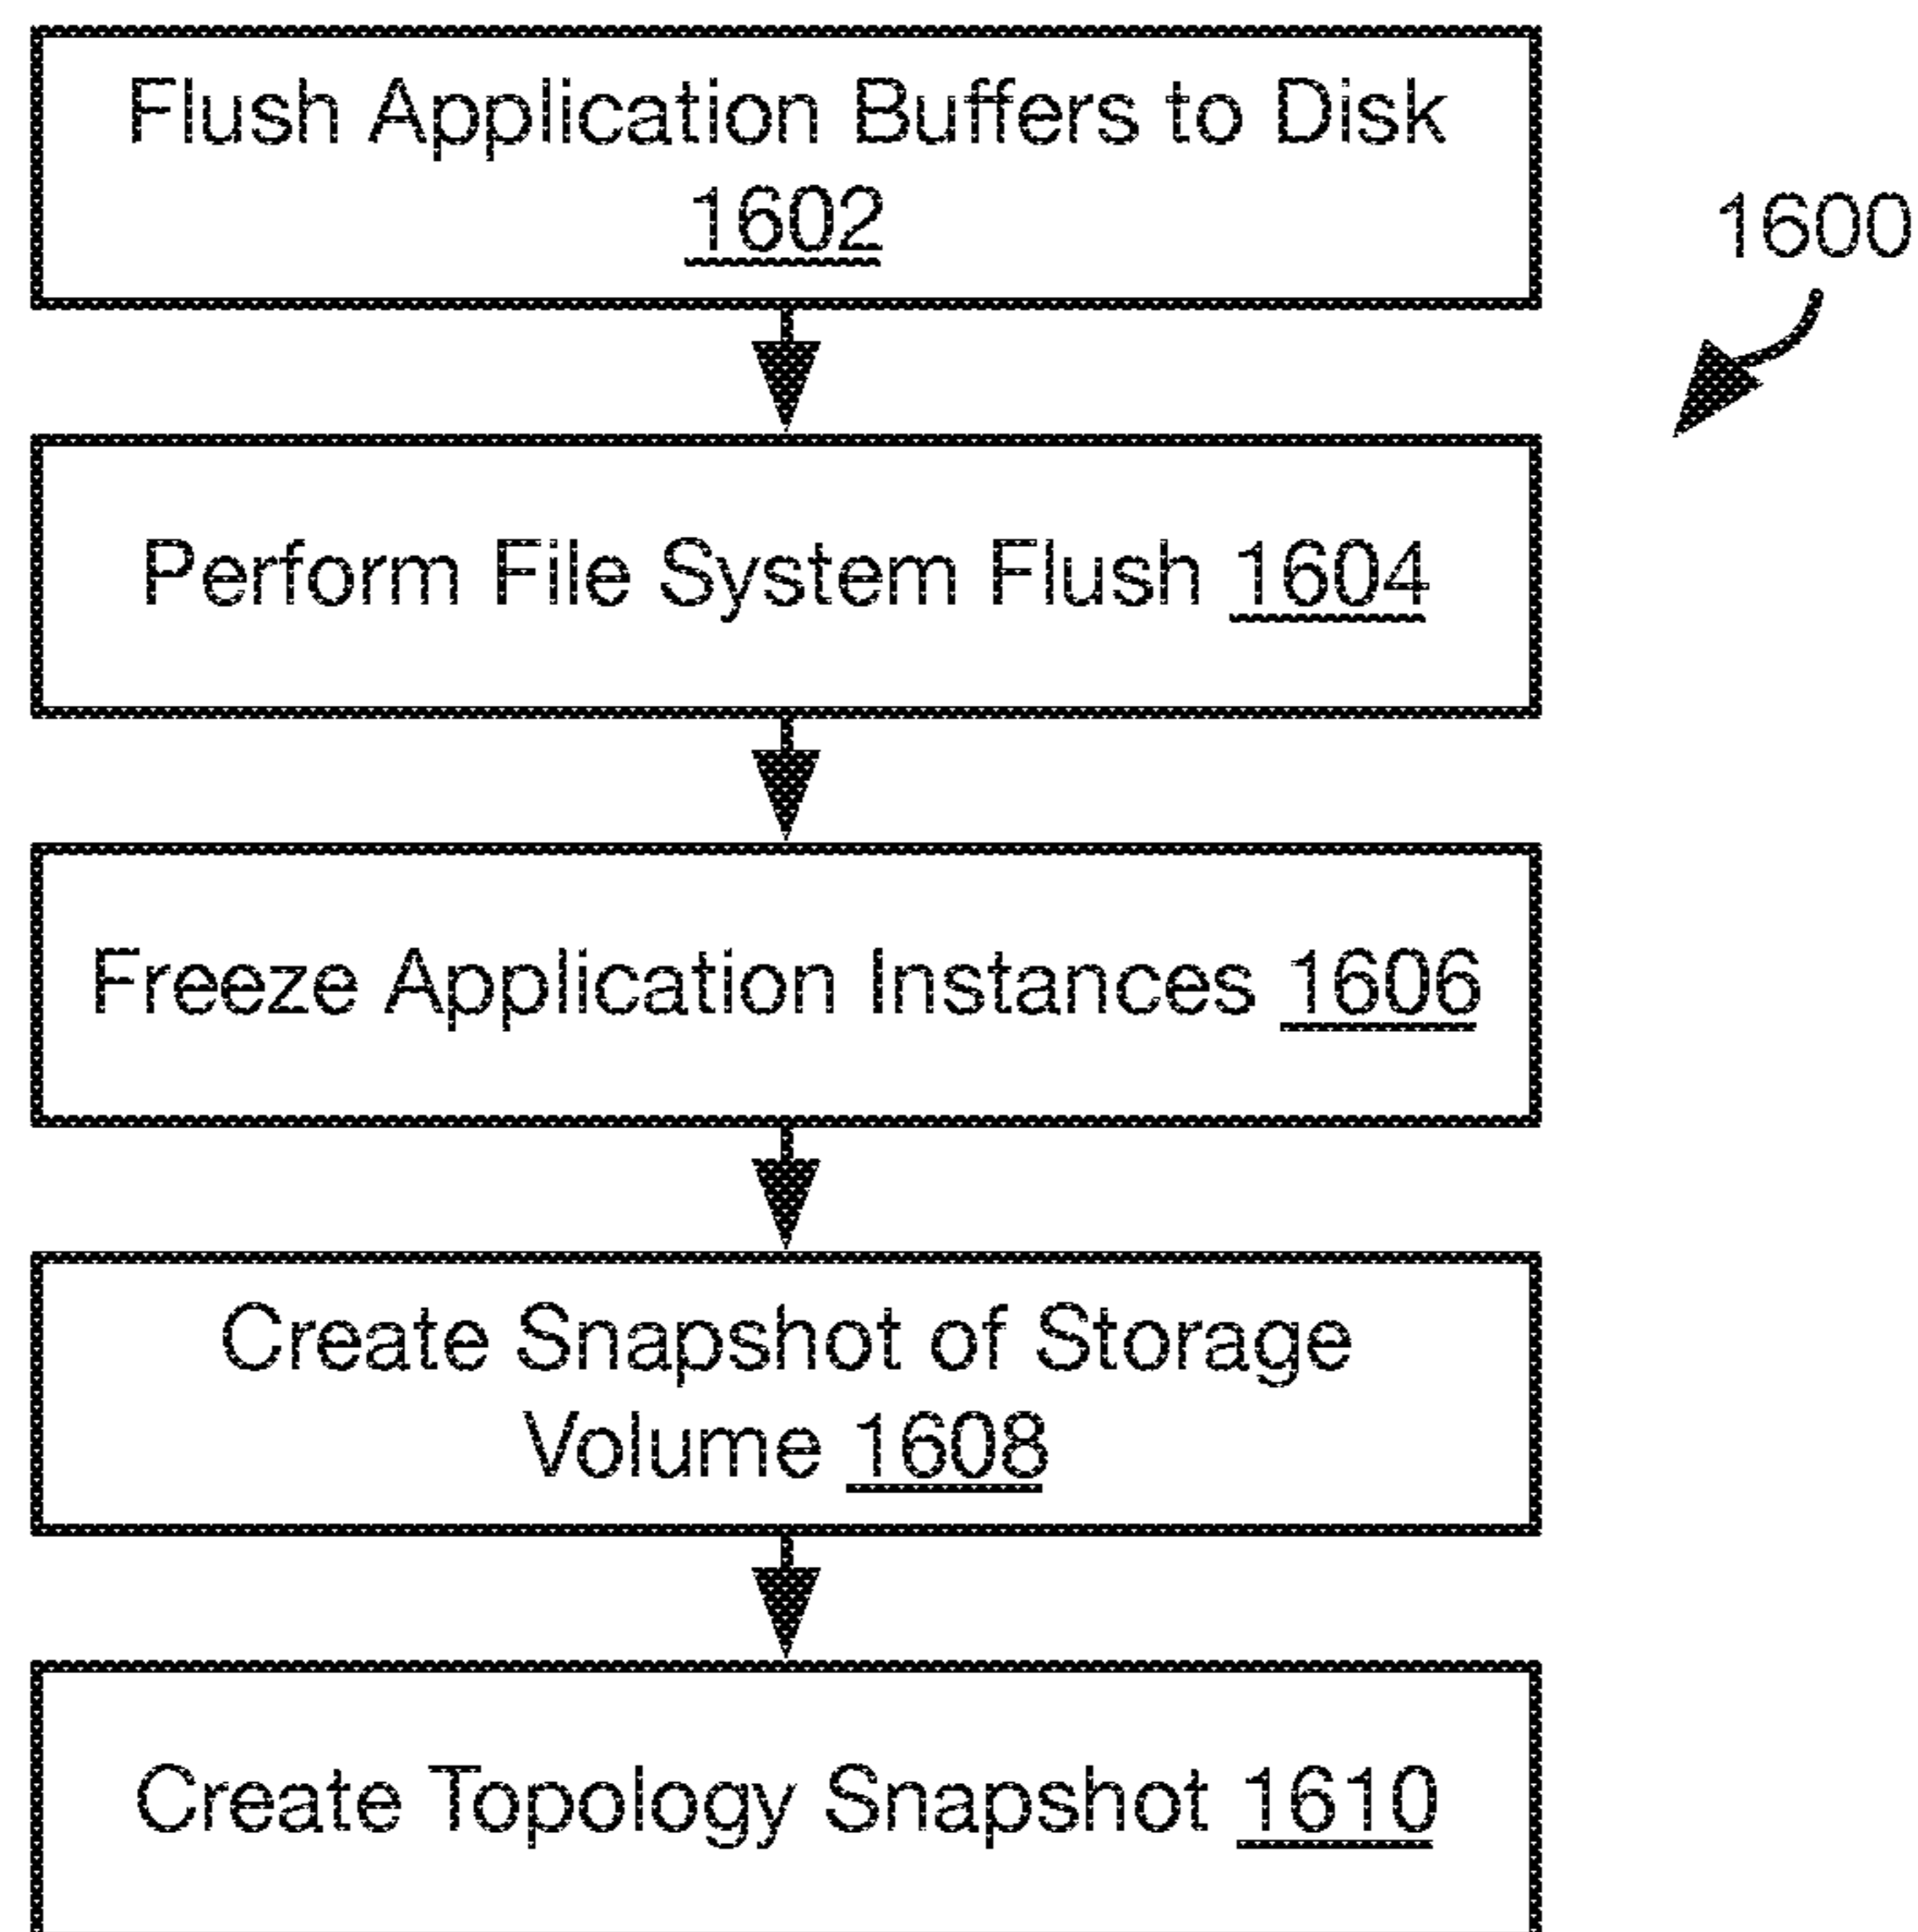 Flush Application Buffers to Disk
1602
1600
Perform File System Flush 1604
Freeze Application Instances 1606
Create Snapshot of Storage
Volume 1608
Create Topology Snapshot 1610